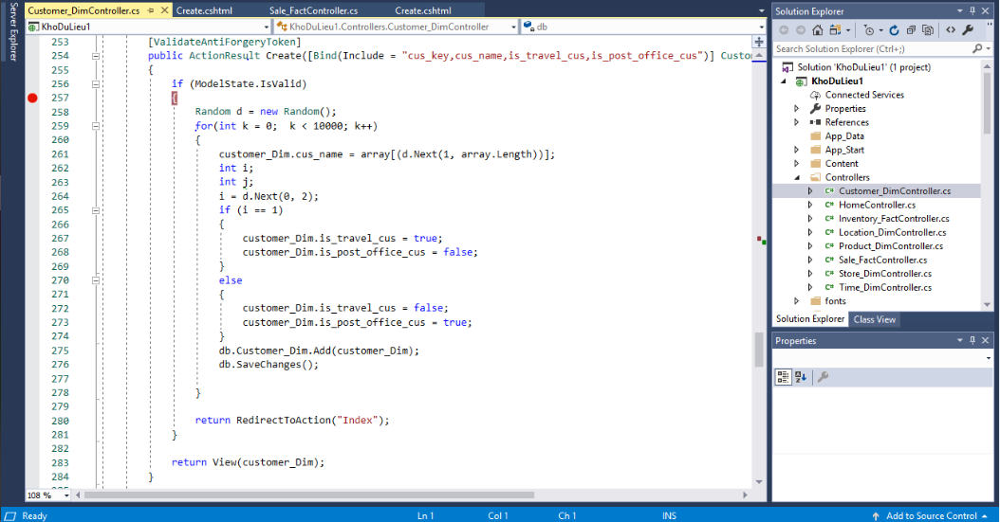 Server Explorer
Customer_DimController.cs
Create.cshtml
Sale_FactController.cs
Create.cshtml
KhoDuLieu1
KhoDuLieu1.Controllers.Customer_DimController
db
253 [ValidateAntiForgeryToken]
254 public ActionResult Create([Bind(Include = "cus_key,cus_name,is_travel_cus,is_post_office_cus")] Custo
255 {
256 if (ModelState.IsValid)
257 {
258 Random d = new Random();
259 for(int k = 0; k < 10000; k++)
260 {
261 customer_Dim.cus_name = array[(d.Next(1, array.Length))];
262 int i;
263 int j;
264 i = d.Next(0, 2);
265 if (i == 1)
266 {
267 customer_Dim.is_travel_cus = true;
268 customer_Dim.is_post_office_cus = false;
269 }
270 else
271 {
272 customer_Dim.is_travel_cus = false;
273 customer_Dim.is_post_office_cus = true;
274 }
275 db.Customer_Dim.Add(customer_Dim);
276 db.SaveChanges();
277
278 }
279
280 return RedirectToAction("Index");
281 }
282
283 return View(customer_Dim);
284 }
108 %
Solution Explorer
Search Solution Explorer (Ctrl+;)
Solution 'KhoDuLieu1' (1 project)
KhoDuLieu1
Connected Services
Properties
References
App_Data
App_Start
Content
Controllers
C# Customer_DimController.cs
C# HomeController.cs
C# Inventory_FactController.cs
C# Location_DimController.cs
C# Product_DimController.cs
C# Sale_FactController.cs
C# Store_DimController.cs
C# Time_DimController.cs
fonts
Solution Explorer
Class View
Properties
Ready
Ln 1
Col 1
Ch 1
INS
Add to Source Control